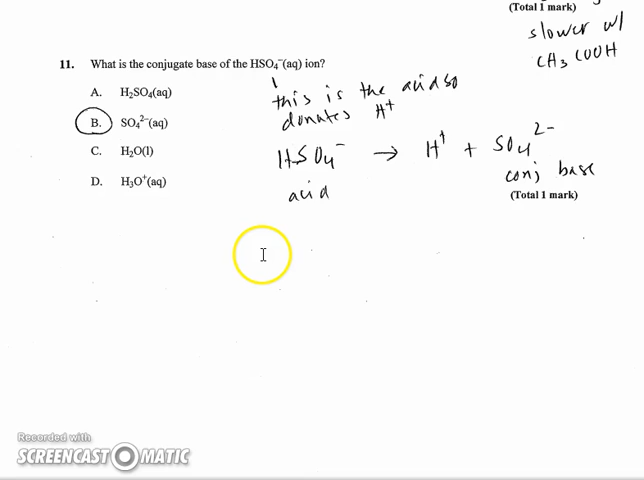 (Total 1 mark)
slower w/
CH₃COOH
11. What is the conjugate base of the HSO₄⁻(aq) ion?
this is the acid so
donates H⁺
A. H₂SO₄(aq)
B. SO₄²⁻(aq)
C. H₂O(l)
D. H₃O⁺(aq)
HSO₄⁻ → H⁺ + SO₄²⁻
acid
conj base
(Total 1 mark)
Recorded with
SCREENCAST MATIC